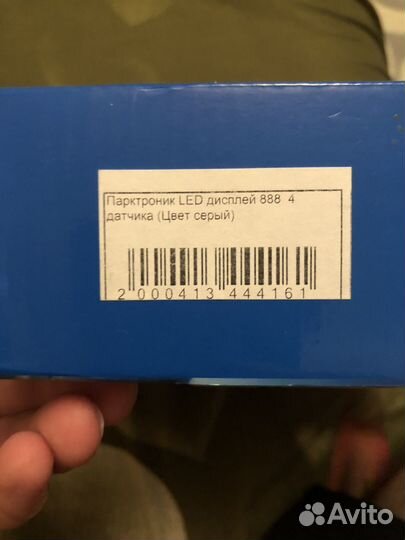 Парктроник LED дисплей 888 4
датчика (Цвет серый)
2 000413 444161
Avito